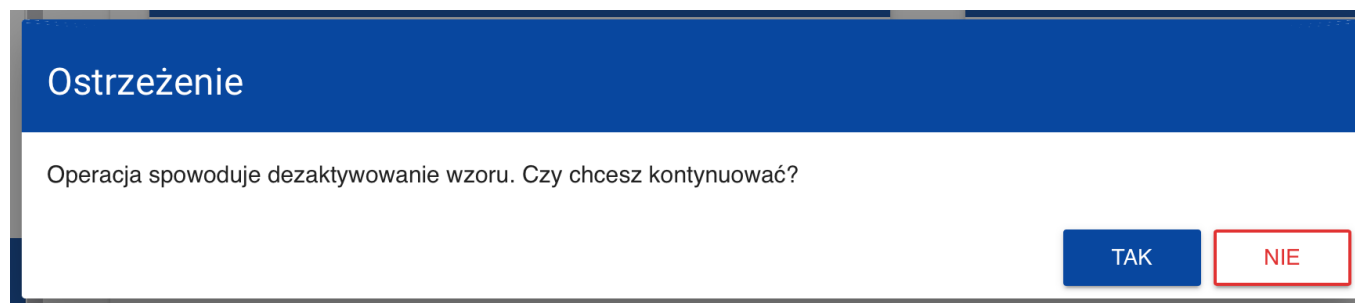 Ostrzeżenie
Operacja spowoduje dezaktywowanie wzoru. Czy chcesz kontynuować?
TAK NIE